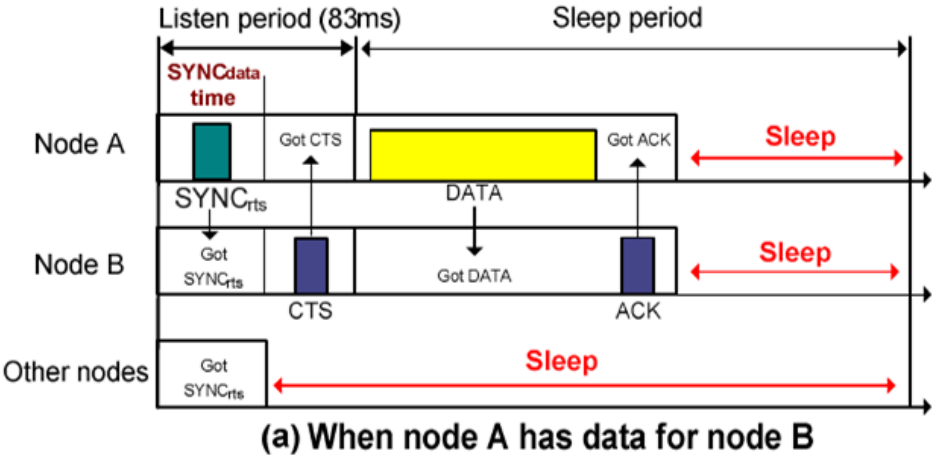 Listen period (83ms)
Sleep period
SYNCdata
time
Node A
Got CTS
Got ACK
Sleep
SYNCrts
DATA
Node B
Got
SYNCrts
Got DATA
Sleep
CTS
ACK
Other nodes
Got
SYNCrts
Sleep
(a) When node A has data for node B